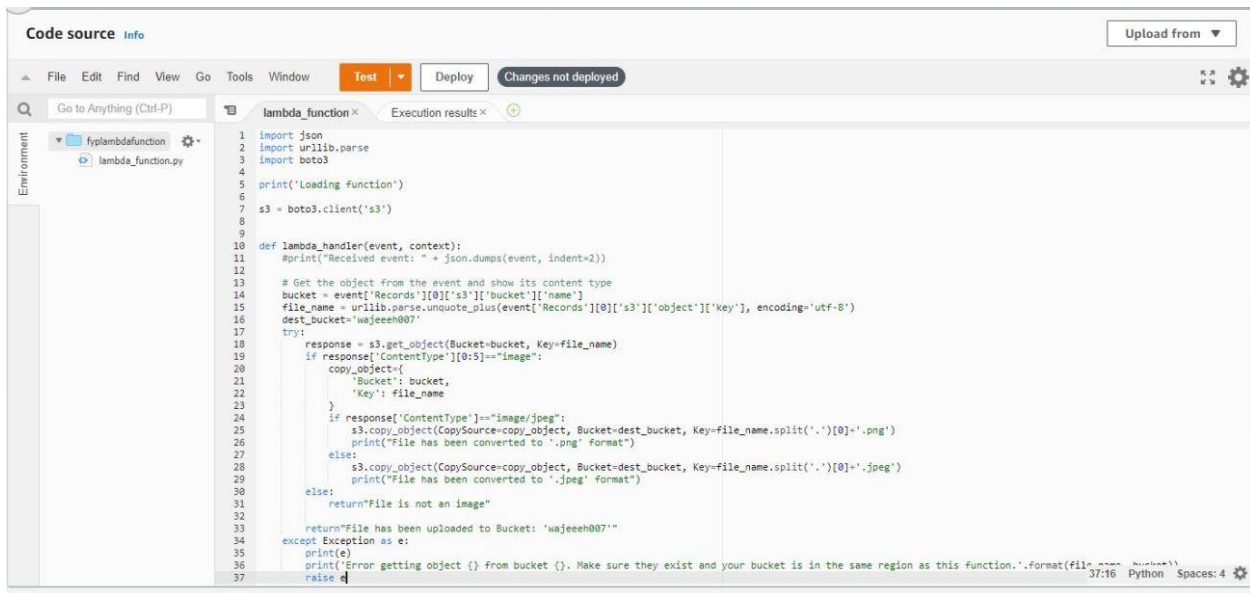 Code source Info
Upload from ▼
File Edit Find View Go Tools Window Test Deploy Changes not deployed
Go to Anything (Ctrl-P)
lambda_function × Execution results ×
Environment
fyplambdafunction
lambda_function.py
1 import json
2 import urllib.parse
3 import boto3
4
5 print('Loading function')
6
7 s3 = boto3.client('s3')
8
9
10 def lambda_handler(event, context):
11     #print("Received event: " + json.dumps(event, indent=2))
12
13     # Get the object from the event and show its content type
14     bucket = event['Records'][0]['s3']['bucket']['name']
15     file_name = urllib.parse.unquote_plus(event['Records'][0]['s3']['object']['key'], encoding='utf-8')
16     dest_bucket='wajeeeh007'
17     try:
18         response = s3.get_object(Bucket=bucket, Key=file_name)
19         if response['ContentType'][0:5]=="image":
20             copy_object={
21                 'Bucket': bucket,
22                 'Key': file_name
23             }
24             if response['ContentType']=="image/jpeg":
25                 s3.copy_object(CopySource=copy_object, Bucket=dest_bucket, Key=file_name.split('.')[0]+'.png')
26                 print("File has been converted to '.png' format")
27             else:
28                 s3.copy_object(CopySource=copy_object, Bucket=dest_bucket, Key=file_name.split('.')[0]+'.jpeg')
29                 print("File has been converted to '.jpeg' format")
30         else:
31             return"File is not an image"
32
33         return"File has been uploaded to Bucket: 'wajeeeh007'"
34     except Exception as e:
35         print(e)
36         print('Error getting object {} from bucket {}. Make sure they exist and your bucket is in the same region as this function.'.format(
37         raise e
37:16 Python Spaces: 4